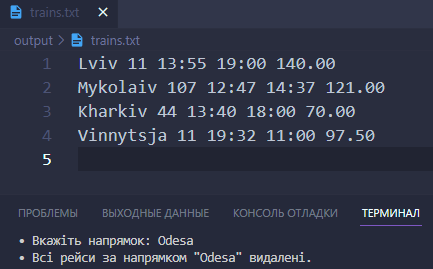 trains.txt ×
output > trains.txt
1 Lviv 11 13:55 19:00 140.00
2 Mykolaiv 107 12:47 14:37 121.00
3 Kharkiv 44 13:40 18:00 70.00
4 Vinnytsja 11 19:32 11:00 97.50
5
ПРОБЛЕМЫ ВЫХОДНЫЕ ДАННЫЕ КОНСОЛЬ ОТЛАДКИ ТЕРМИНАЛ
• Вкажіть напрямок: Odesa
• Всі рейси за напрямком "Odesa" видалені.